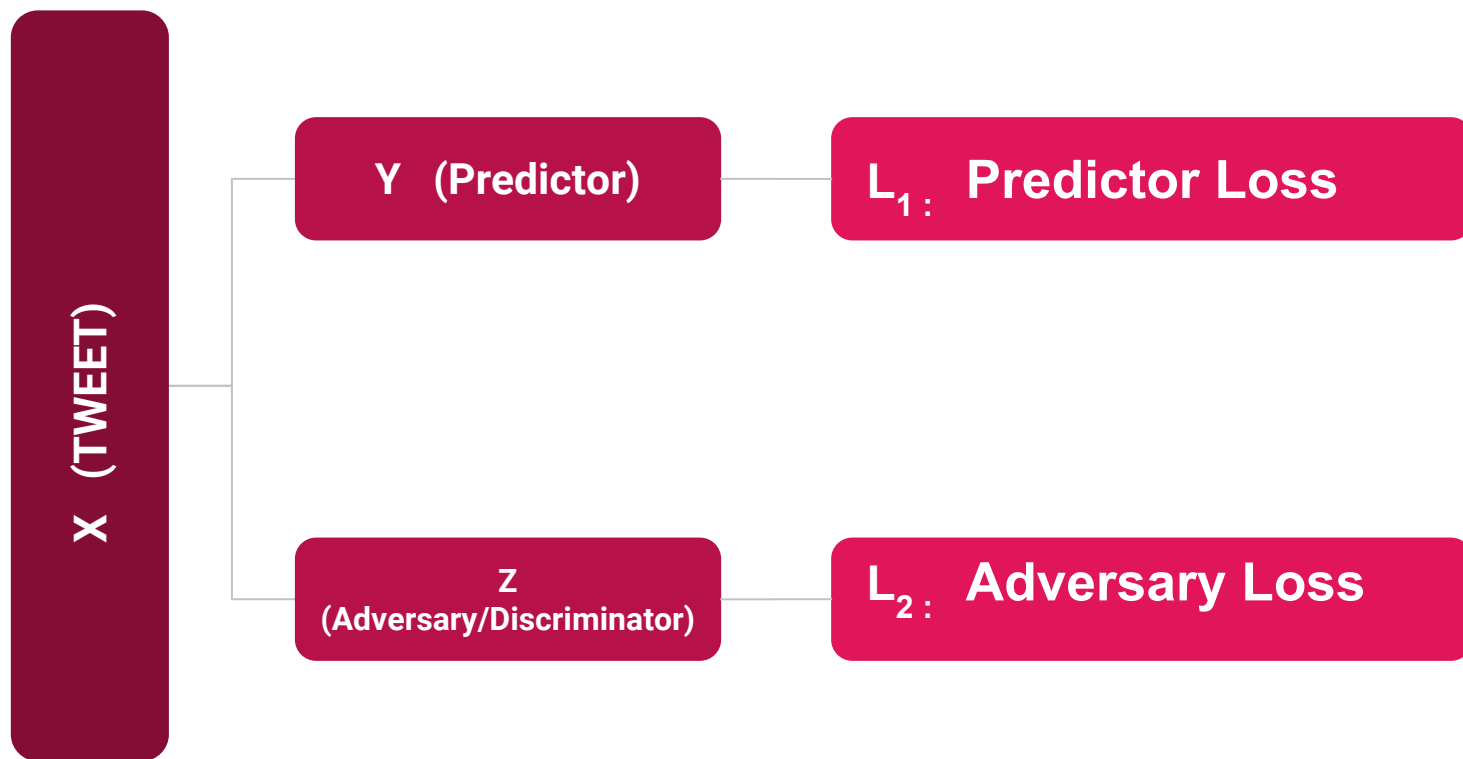 X (TWEET)
Y (Predictor)
L1 : Predictor Loss
Z
(Adversary/Discriminator)
L2 : Adversary Loss